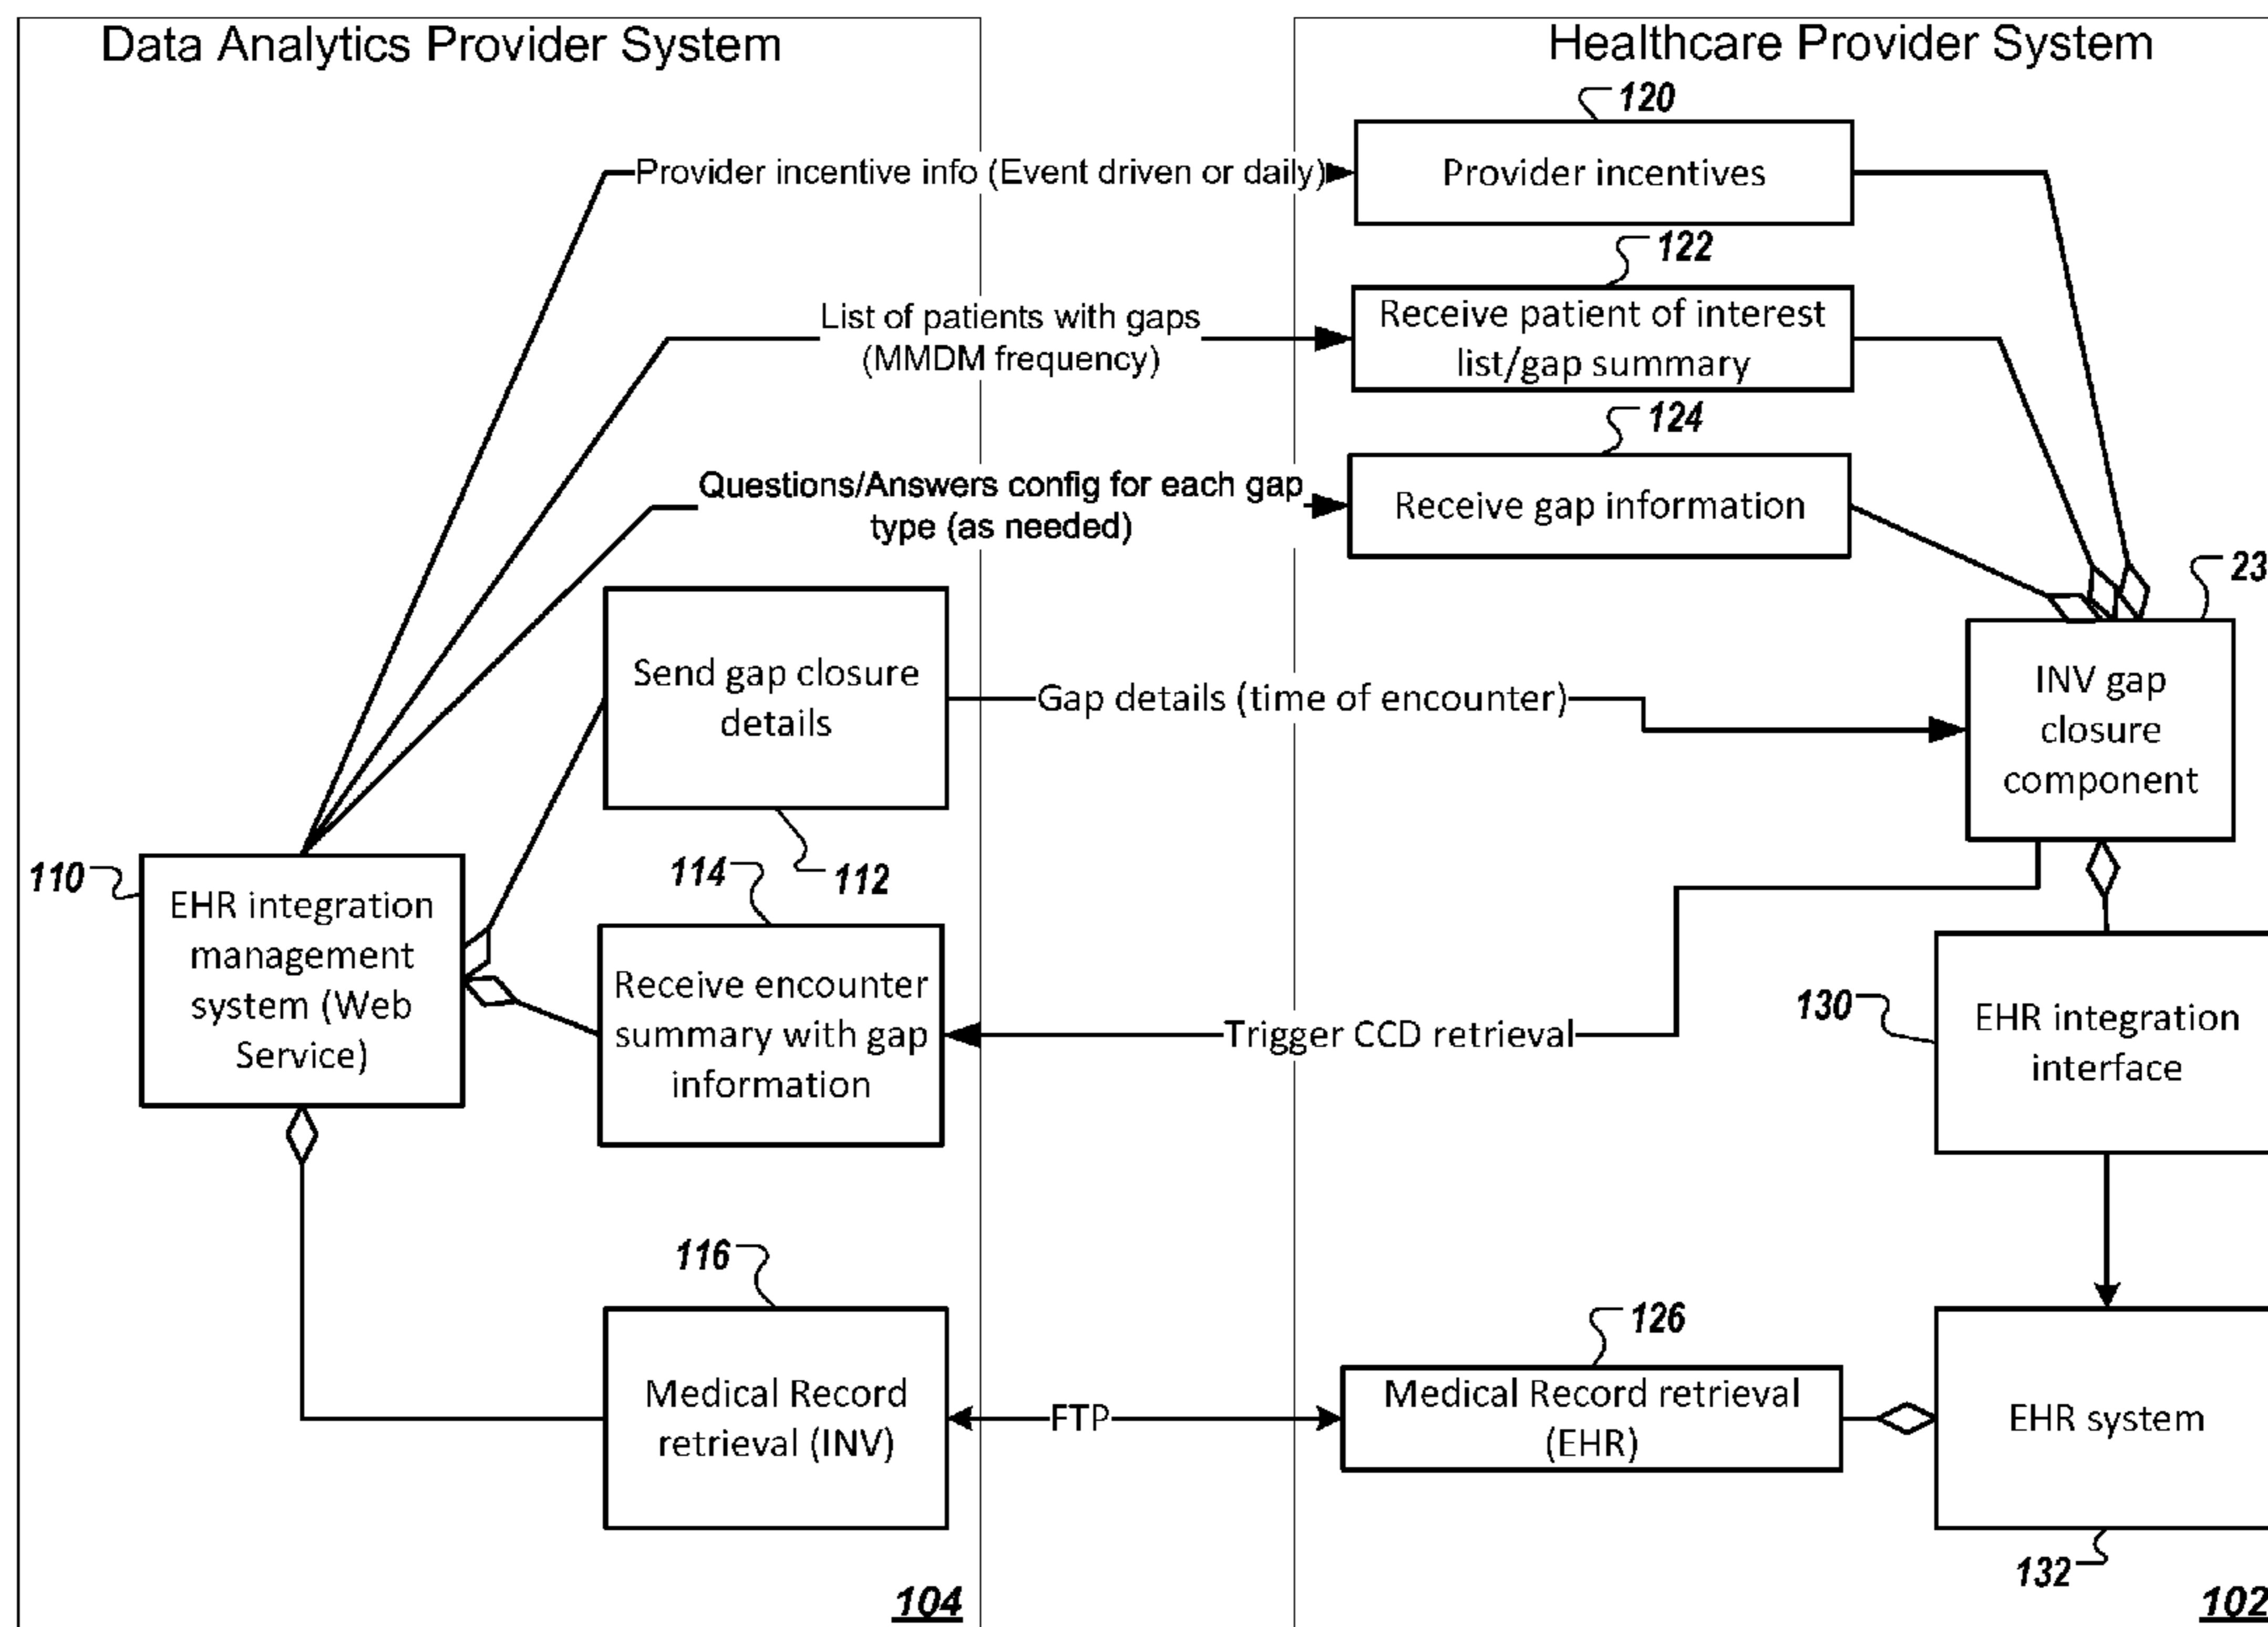 Data Analytics Provider System
Healthcare Provider System
120
Provider incentive info (Event driven or daily)
Provider incentives
122
List of patients with gaps
(MMDM frequency)
Receive patient of interest
list/gap summary
124
Questions/Answers config for each gap
type (as needed)
Receive gap information
23
Send gap closure
details
Gap details (time of encounter)
INV gap
closure
component
112
110
EHR integration
management
system (Web
Service)
114
Receive encounter
summary with gap
information
Trigger CCD retrieval
130
EHR integration
interface
116
Medical Record
retrieval (INV)
FTP
126
Medical Record retrieval
(EHR)
EHR system
132
104
102